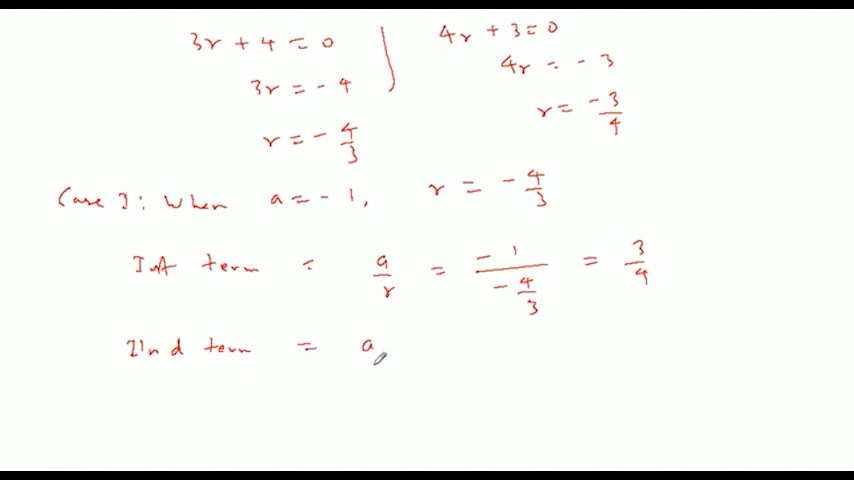 3r + 4 = 0
3r = - 4
r = - 4/3
4r + 3 = 0
4r = - 3
r = - 3/4
Case I : When a = - 1, r = - 4/3
Ist term = a/r = - 1/(- 4/3) = 3/4
IInd term = a